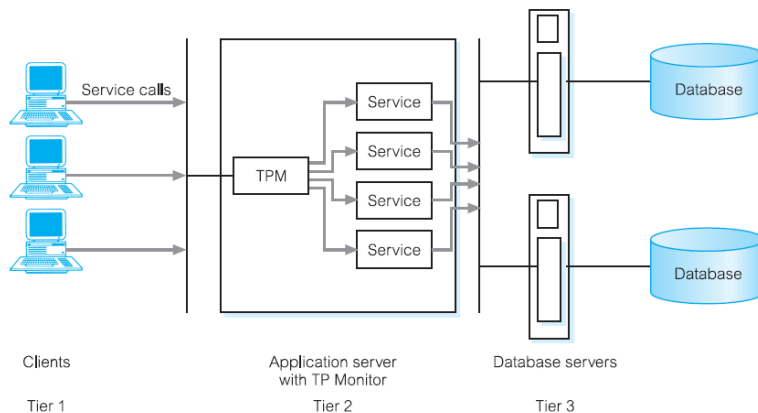 Service calls
TPM
Service
Service
Service
Service
Database
Database
Clients
Application server
with TP Monitor
Database servers
Tier 1
Tier 2
Tier 3